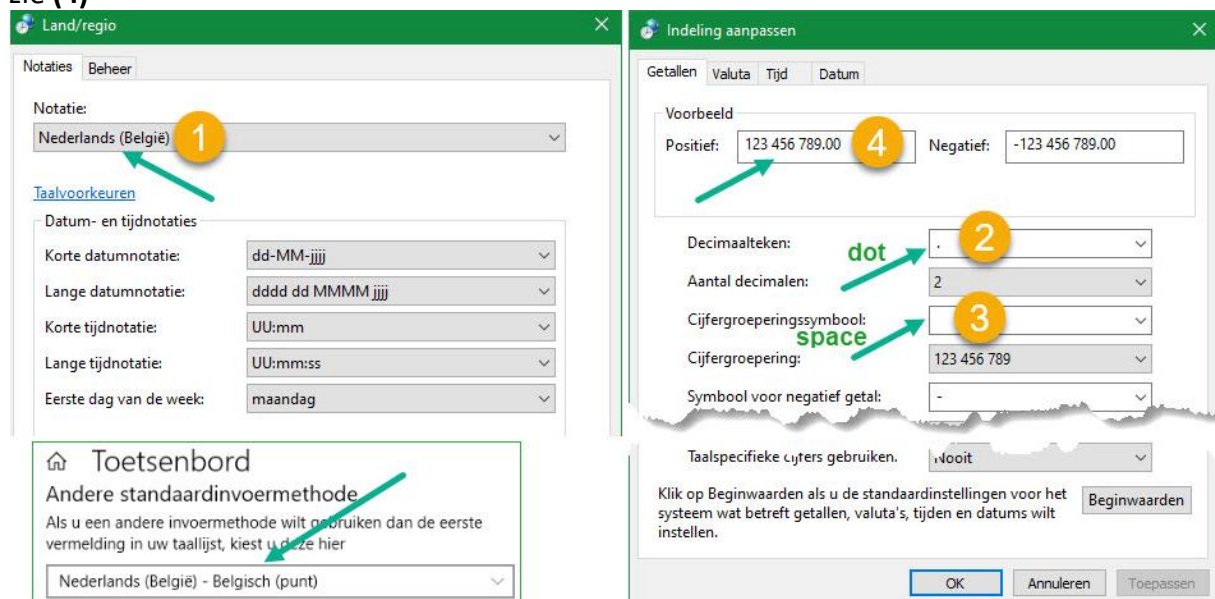 zie (4)
Land/regio
Notaties Beheer
Notatie:
Nederlands (België) 1
Taalvoorkeuren
Datum- en tijdnotaties
Korte datumnotatie: dd-MM-jjjj
Lange datumnotatie: dddd dd MMMM jjjj
Korte tijdnotatie: UU:mm
Lange tijdnotatie: UU:mm:ss
Eerste dag van de week: maandag
Toetsenbord
Andere standaardinvoermethode
Als u een andere invoermethode wilt gebruiken dan de eerste
vermelding in uw taallijst, kiest u deze hier
Nederlands (België) - Belgisch (punt)
Indeling aanpassen
Getallen Valuta Tijd Datum
Voorbeeld
Positief: 123 456 789.00 4 Negatief: -123 456 789.00
Decimaalteken: dot . 2
Aantal decimalen: 2
Cijfergroeperingssymbool: 3
space
Cijfergroepering: 123 456 789
Symbool voor negatief getal: -
Taalspecifieke cijfers gebruiken. Nooit
Klik op Beginwaarden als u de standaardinstellingen voor het
systeem wat betreft getallen, valuta's, tijden en datums wilt
instellen.
Beginwaarden
OK Annuleren Toepassen